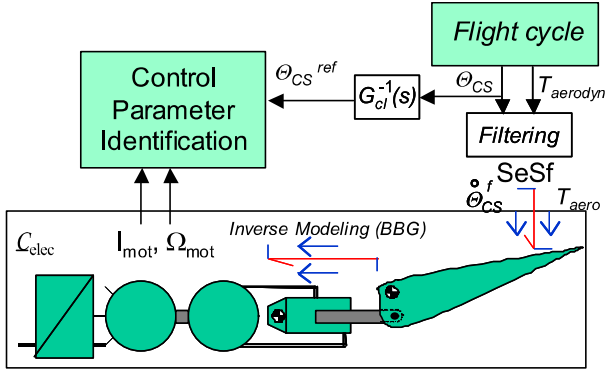 Flight cycle
Control
Parameter
Identification
Θ_CS^ref
G_cl^-1(s)
Θ_CS
T_aerodyn
Filtering
SeSf
Θ̊_CS^f
T_aero
C_elec
I_mot, Ω_mot
Inverse Modeling (BBG)